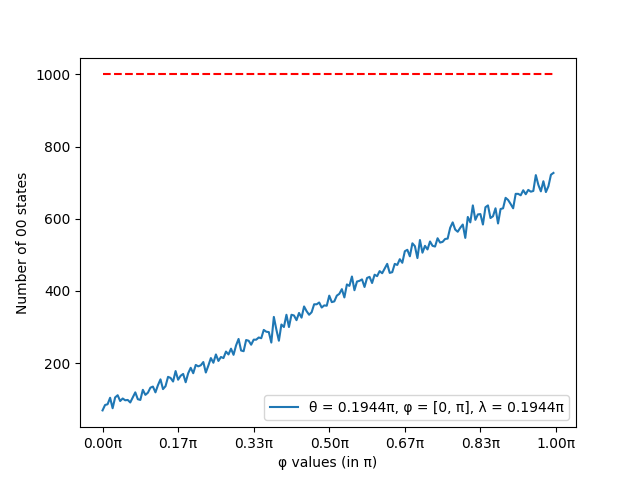 1000
800
600
400
200
Number of 00 states
θ = 0.1944π, φ = [0, π], λ = 0.1944π
0.00π 0.17π 0.33π 0.50π 0.67π 0.83π 1.00π
φ values (in π)